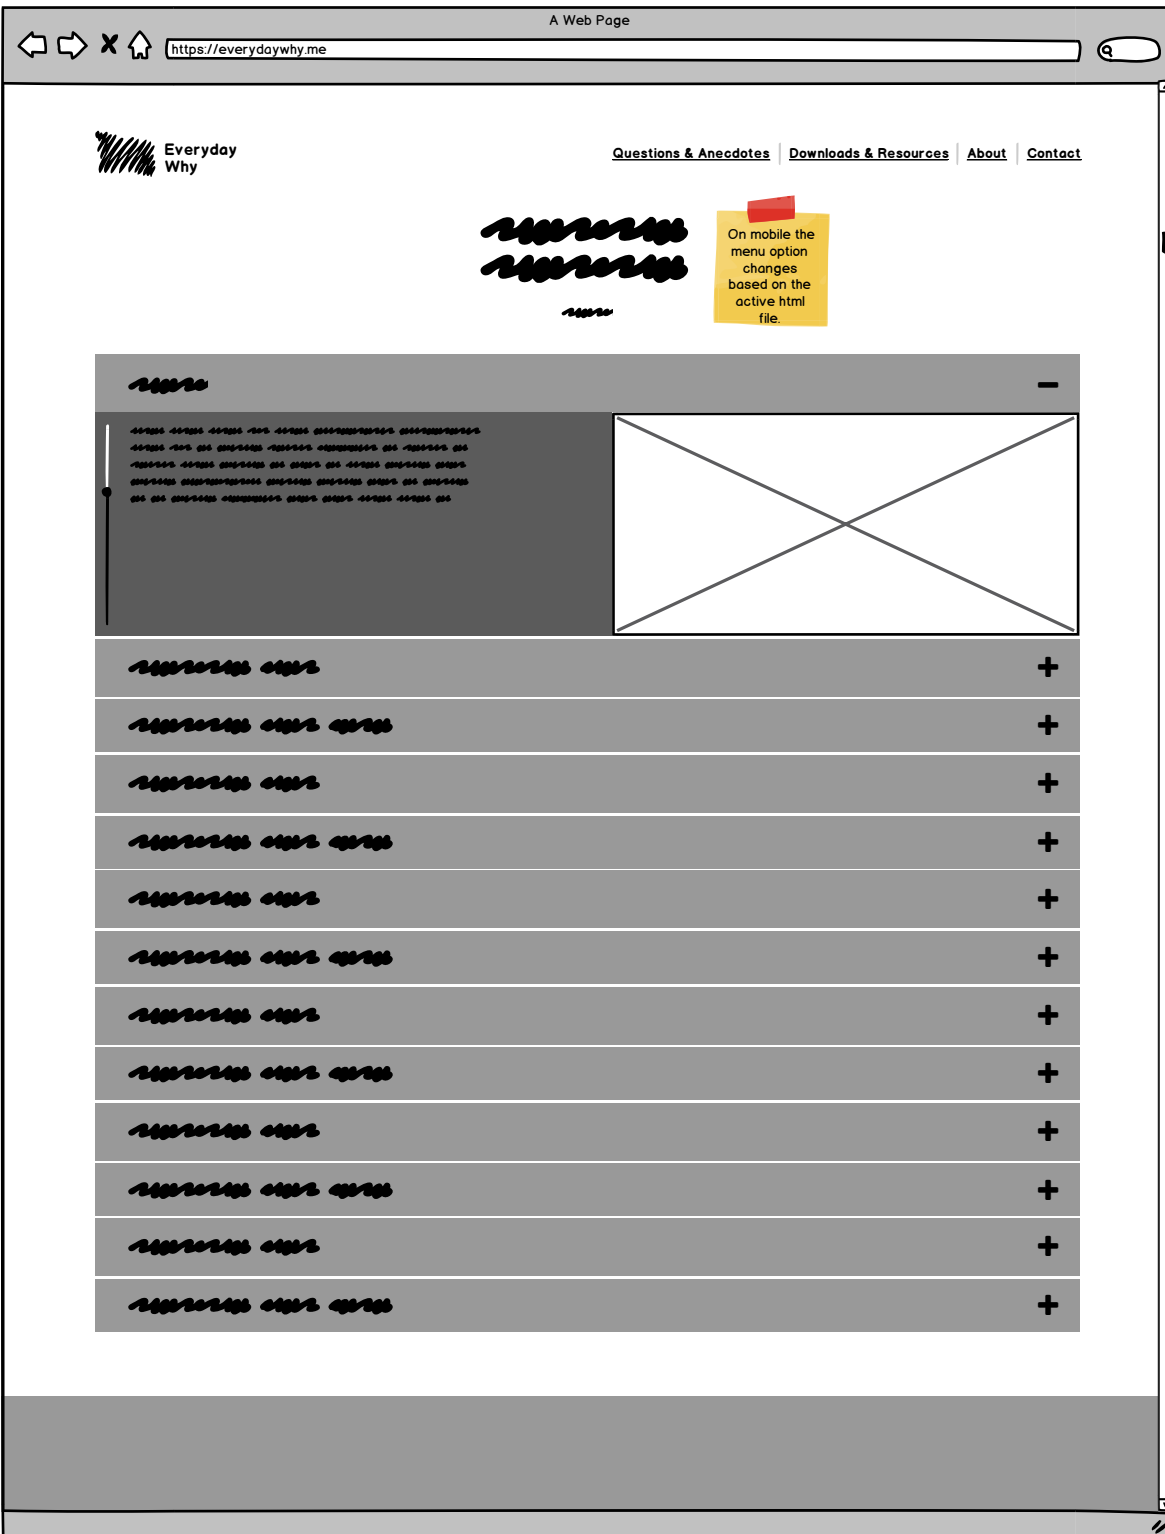 A Web Page
https://everydaywhy.me
Everyday
Why
Questions & Anecdotes
Downloads & Resources
About
Contact
On mobile the
menu option
changes
based on the
active html
file.